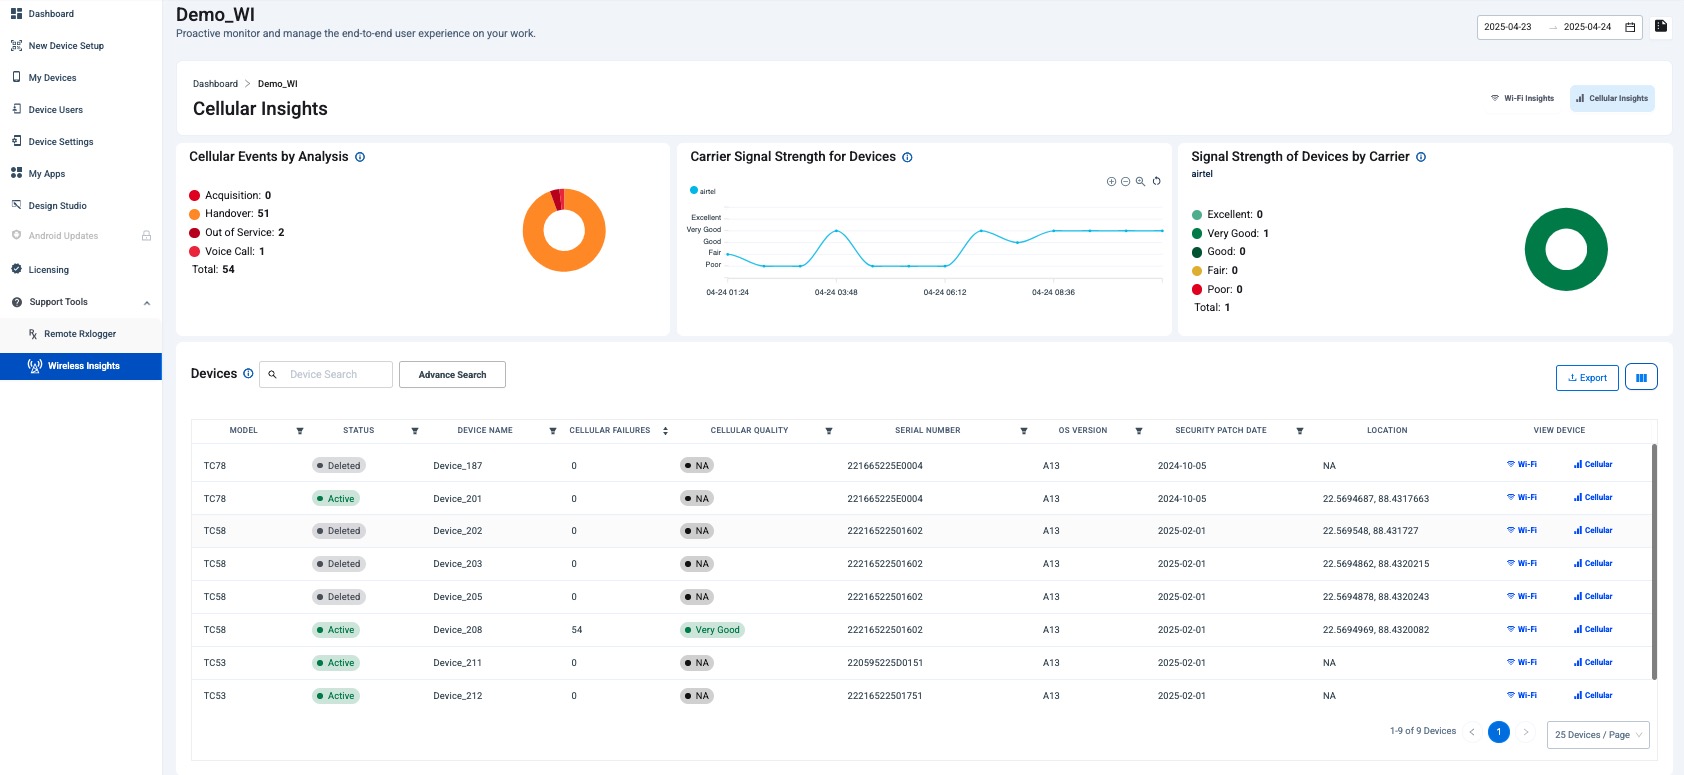 Dashboard
New Device Setup
My Devices
Device Users
Device Settings
My Apps
Design Studio
Android Updates
Licensing
Support Tools
Remote Rxlogger
Wireless Insights
Demo_WI
Proactive monitor and manage the end-to-end user experience on your work.
2025-04-23 → 2025-04-24
Dashboard > Demo_WI
Cellular Insights
Wi-Fi Insights
Cellular Insights
Cellular Events by Analysis
Acquisition: 0
Handover: 51
Out of Service: 2
Voice Call: 1
Total: 54
Carrier Signal Strength for Devices
airtel
Excellent
Very Good
Good
Fair
Poor
04-24 01:24 04-24 03:48 04-24 06:12 04-24 08:36
Signal Strength of Devices by Carrier
airtel
Excellent: 0
Very Good: 1
Good: 0
Fair: 0
Poor: 0
Total: 1
Devices Device Search Advance Search Export
MODEL STATUS DEVICE NAME CELLULAR FAILURES CELLULAR QUALITY SERIAL NUMBER OS VERSION SECURITY PATCH DATE LOCATION VIEW DEVICE
TC78 Deleted Device_187 0 NA 221665225E0004 A13 2024-10-05 NA Wi-Fi Cellular
TC78 Active Device_201 0 NA 221665225E0004 A13 2024-10-05 22.5694687, 88.4317663 Wi-Fi Cellular
TC58 Deleted Device_202 0 NA 22216522501602 A13 2025-02-01 22.569548, 88.431727 Wi-Fi Cellular
TC58 Deleted Device_203 0 NA 22216522501602 A13 2025-02-01 22.5694862, 88.4320215 Wi-Fi Cellular
TC58 Deleted Device_205 0 NA 22216522501602 A13 2025-02-01 22.5694878, 88.4320243 Wi-Fi Cellular
TC58 Active Device_208 54 Very Good 22216522501602 A13 2025-02-01 22.5694969, 88.4320082 Wi-Fi Cellular
TC53 Active Device_211 0 NA 220595225D0151 A13 2025-02-01 NA Wi-Fi Cellular
TC53 Active Device_212 0 NA 22216522501751 A13 2025-02-01 NA Wi-Fi Cellular
1-9 of 9 Devices < 1 > 25 Devices / Page